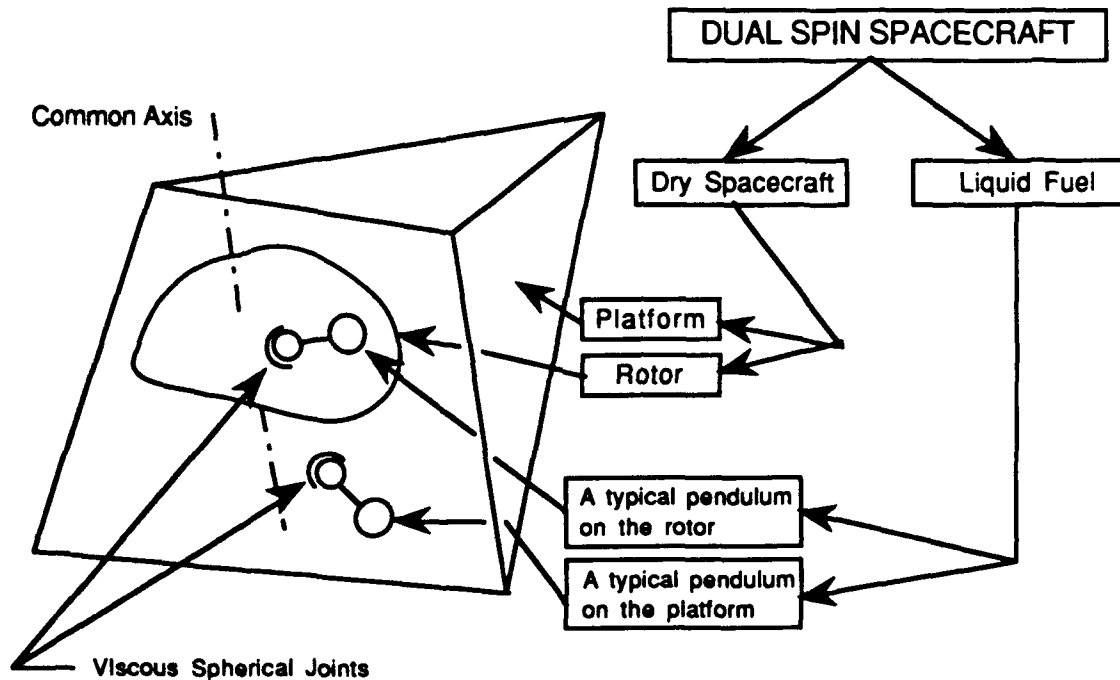 DUAL SPIN SPACECRAFT
Common Axis
Dry Spacecraft
Liquid Fuel
Platform
Rotor
A typical pendulum
on the rotor
A typical pendulum
on the platform
Viscous Spherical Joints